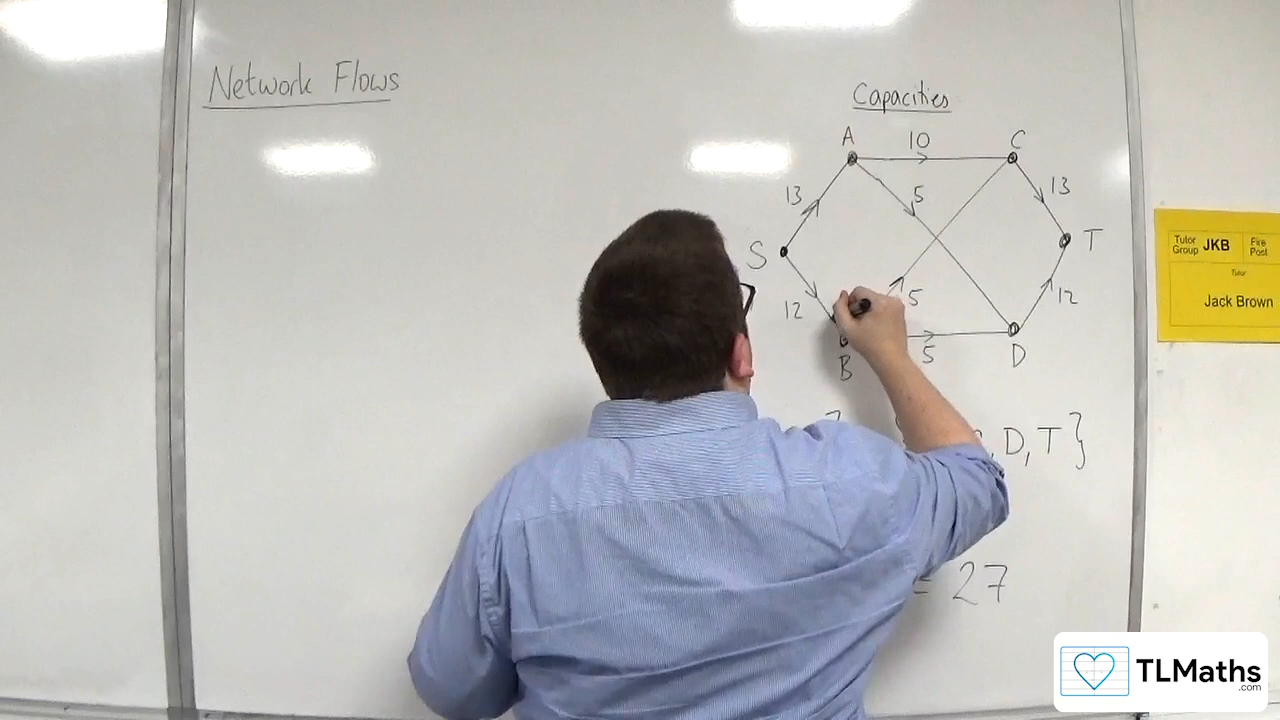 Network Flows
Capacities
A 10 C
13 5 13
S T
12 5 12
5
B D
} , D, T }
= 27
Tutor Group JKB Fire Post
Tutor
Jack Brown
TLMaths
.com